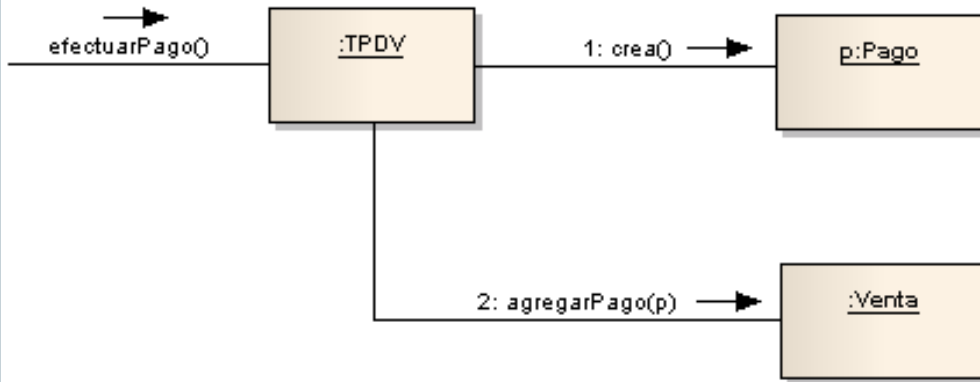 efectuarPago()
:TPDV
1: crea()
p:Pago
2: agregarPago(p)
:Venta